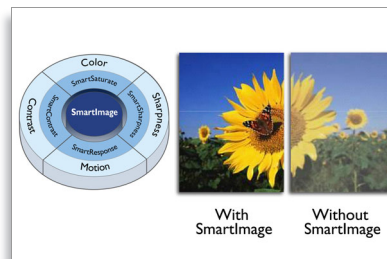 Color
SmartSaturate
Contrast
SmartContrast
SmartImage
SmartSharpness
Sharpness
SmartResponse
Motion
With
SmartImage
Without
SmartImage